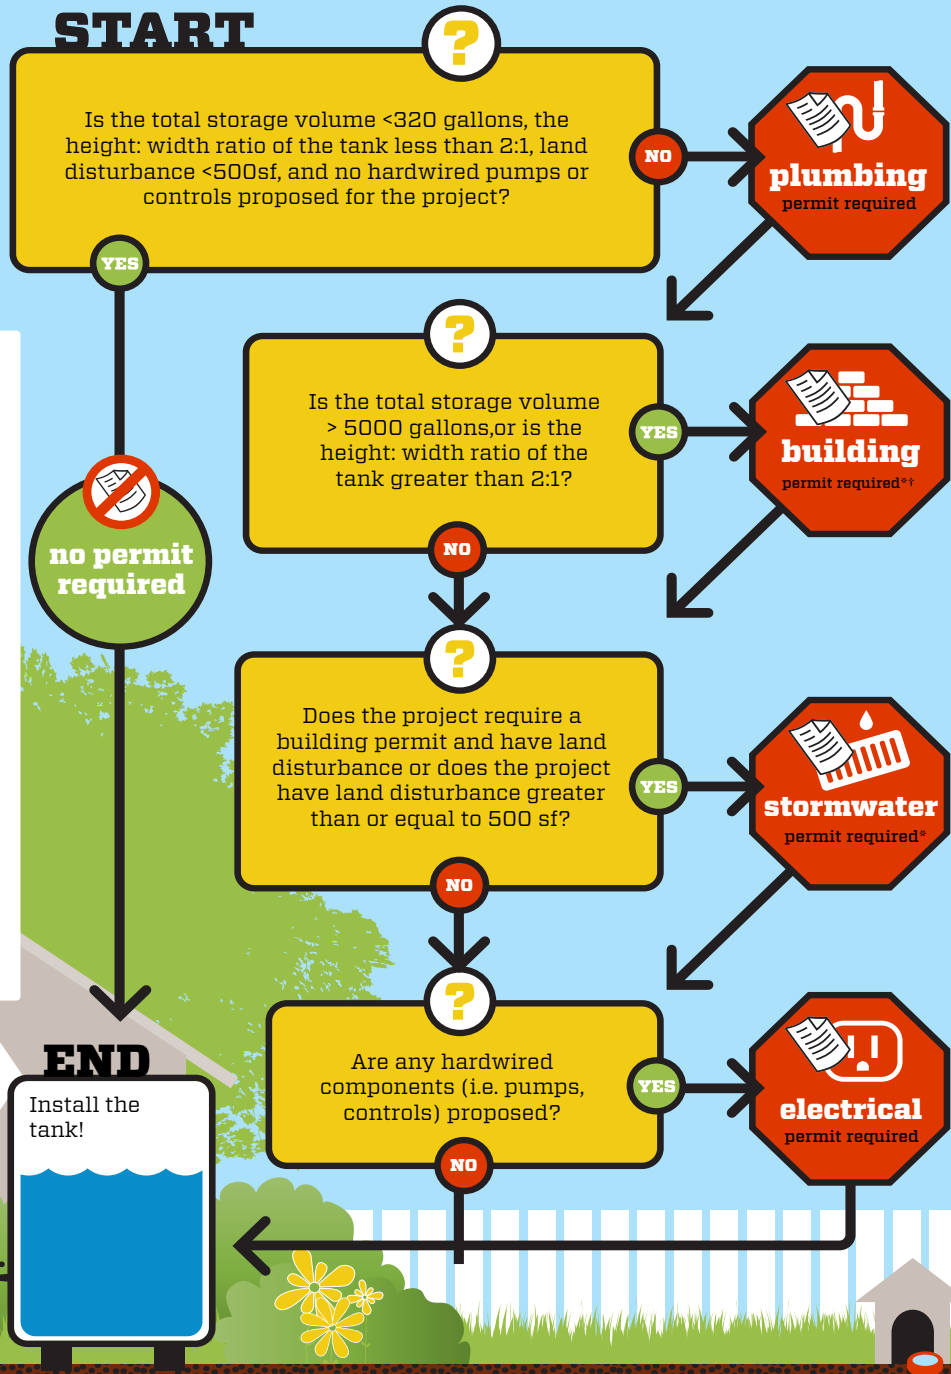 START
?
Is the total storage volume <320 gallons, the
height: width ratio of the tank less than 2:1, land
disturbance <500sf, and no hardwired pumps or
controls proposed for the project?
NO
plumbing
permit required
YES
?
Is the total storage volume
> 5000 gallons,or is the
height: width ratio of the
tank greater than 2:1?
YES
building
permit required*†
NO
no permit
required
?
Does the project require a
building permit and have land
disturbance or does the project
have land disturbance greater
than or equal to 500 sf?
YES
stormwater
permit required*
NO
?
Are any hardwired
components (i.e. pumps,
controls) proposed?
YES
electrical
permit required
NO
END
Install the
tank!